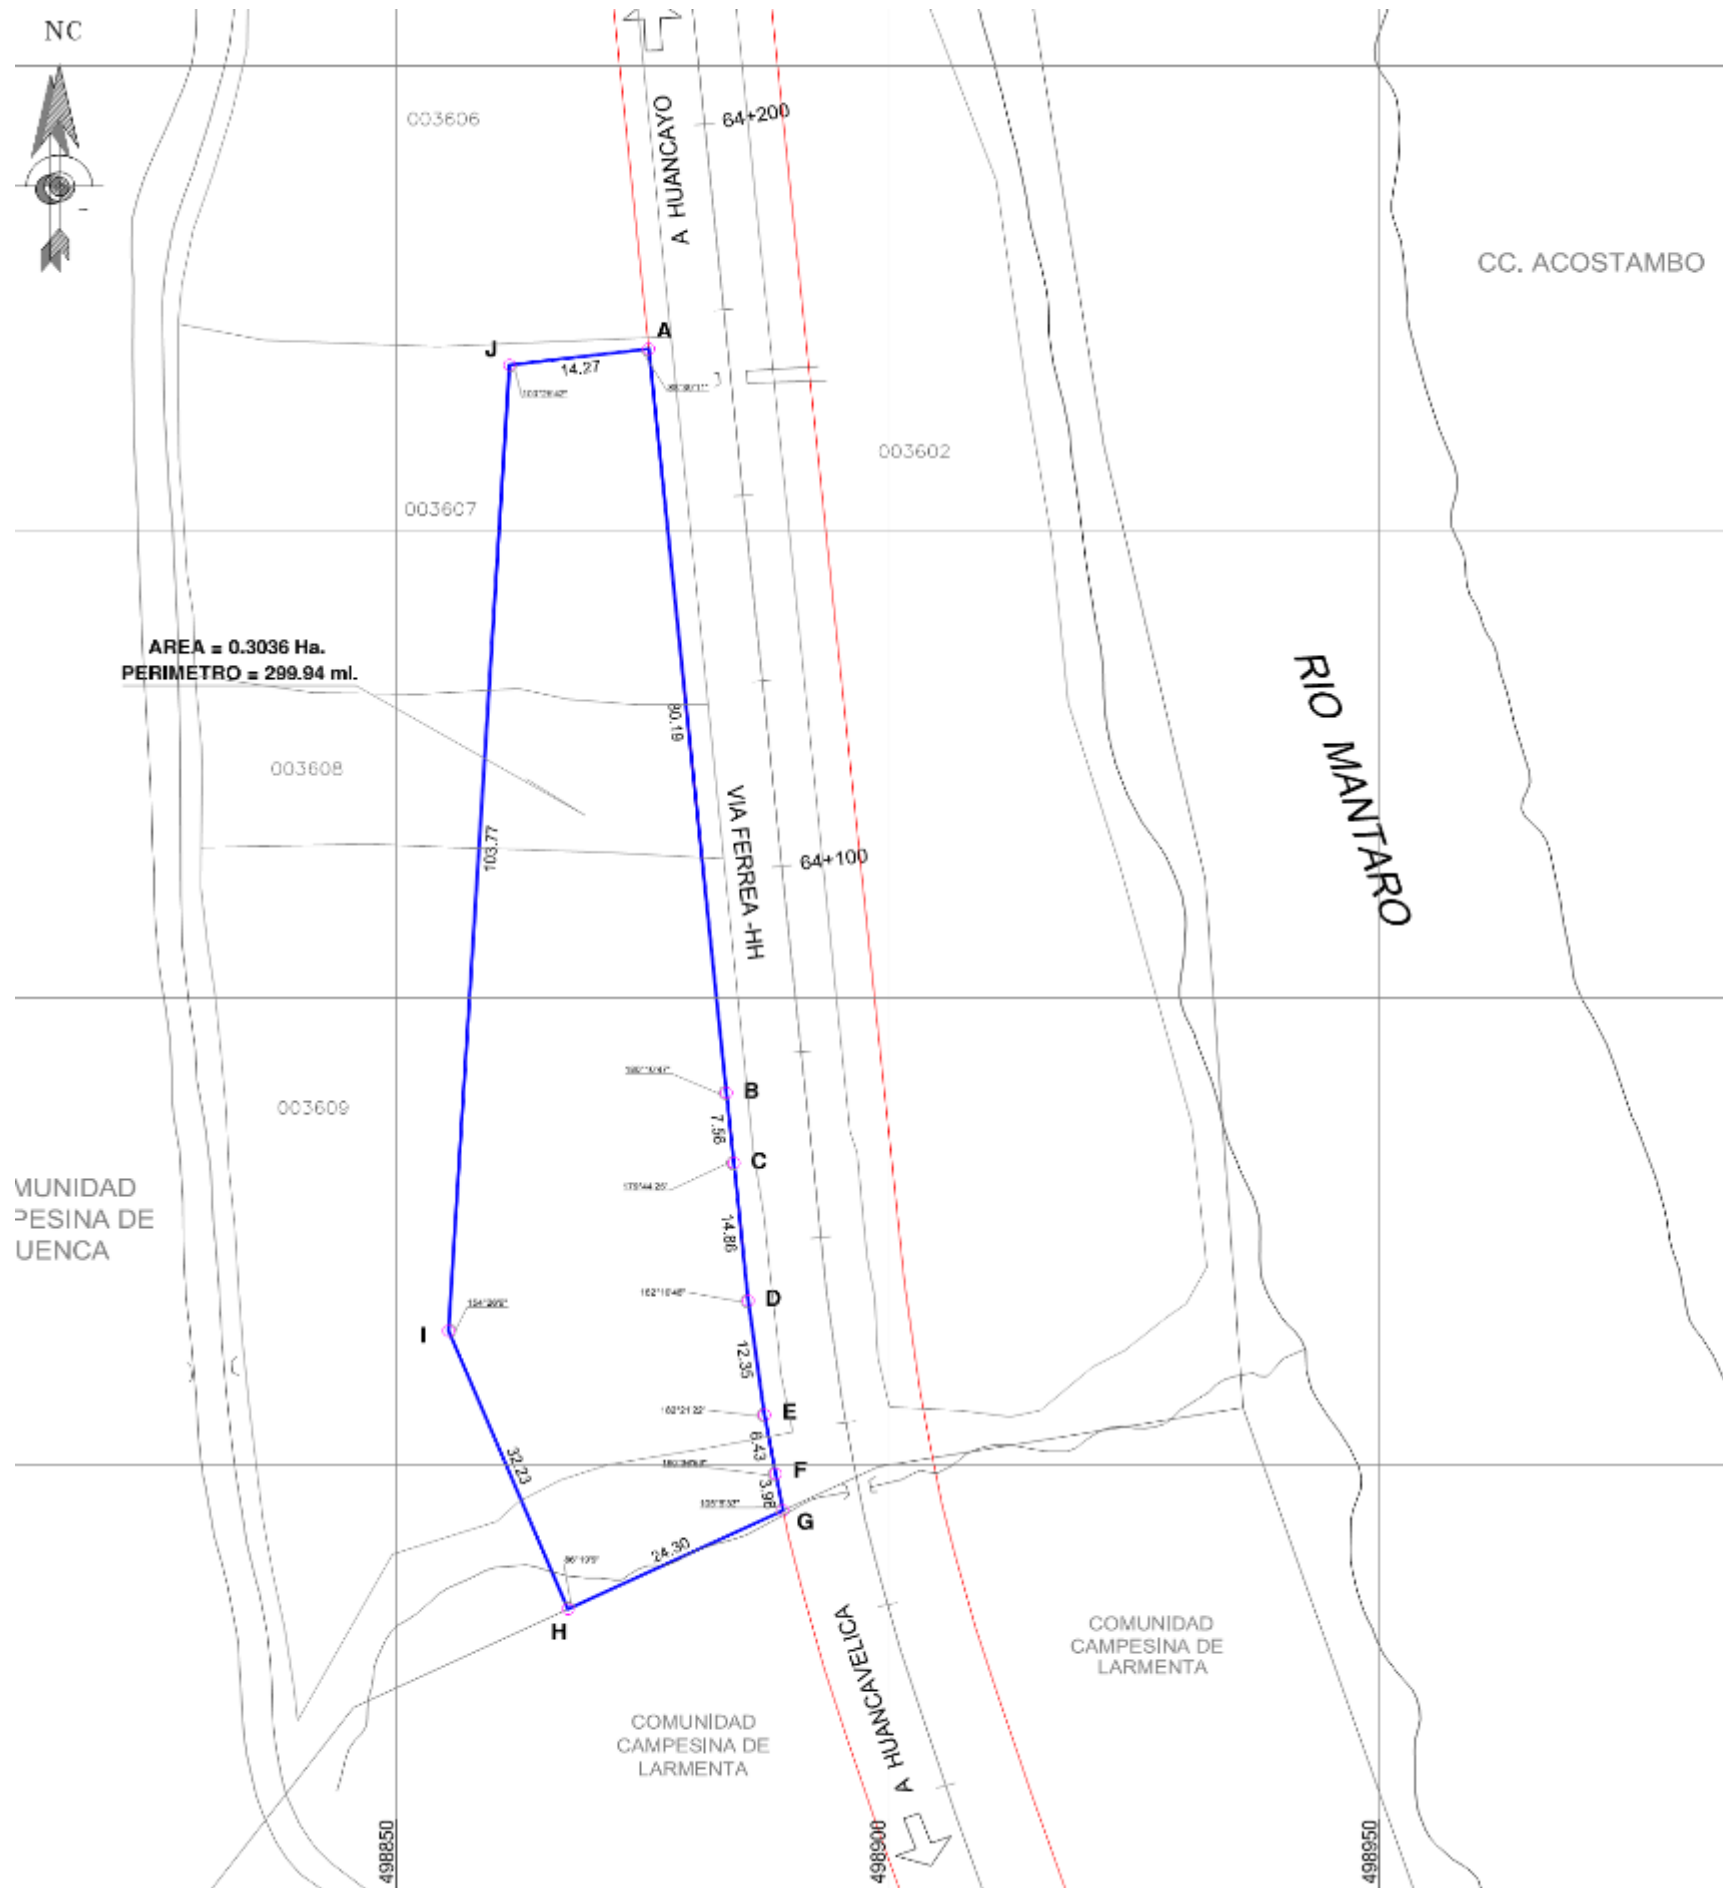 NC
003606
64+200
A HUANCAYO
CC. ACOSTAMBO
A
J
14.27
003602
003607
AREA = 0.3036 Ha.
PERIMETRO = 299.94 ml.
80.19
RIO MANTARO
003608
VIA FERREA -HH
103.77
64+100
B
003609
7.56
C
MUNIDAD
PESINA DE
UENCA
14.86
D
I
12.35
E
6.43
F
32.23
3.98
G
24.30
H
A HUANCAVELICA
COMUNIDAD
CAMPESINA DE
LARMENTA
COMUNIDAD
CAMPESINA DE
LARMENTA
498850
498900
498950